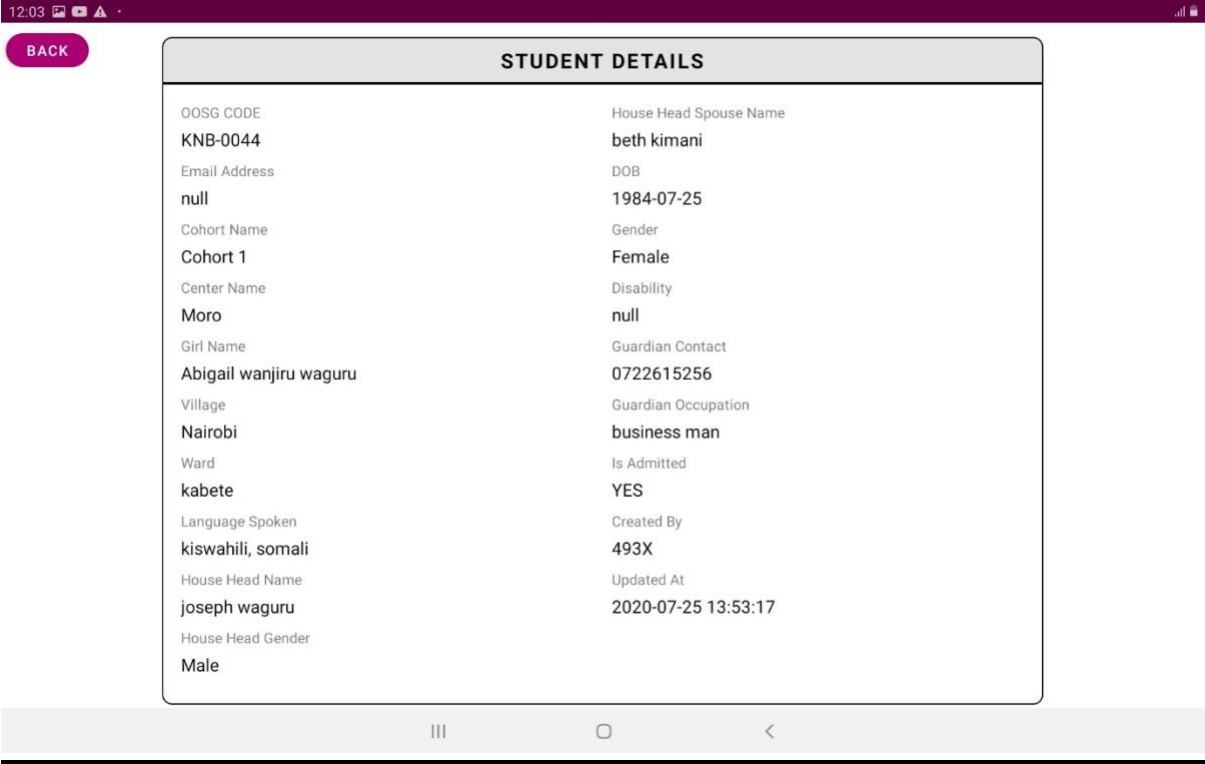 12:03
BACK
STUDENT DETAILS
OOSG CODE
KNB-0044
Email Address
null
Cohort Name
Cohort 1
Center Name
Moro
Girl Name
Abigail wanjiru waguru
Village
Nairobi
Ward
kabete
Language Spoken
kiswahili, somali
House Head Name
joseph waguru
House Head Gender
Male
House Head Spouse Name
beth kimani
DOB
1984-07-25
Gender
Female
Disability
null
Guardian Contact
0722615256
Guardian Occupation
business man
Is Admitted
YES
Created By
493X
Updated At
2020-07-25 13:53:17